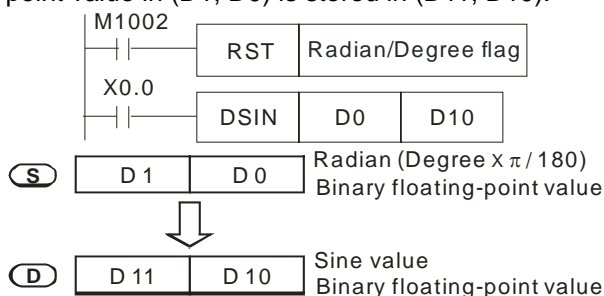 point value in (D1, D0) is stored in (D11, D10).
M1002
RST Radian/Degree flag
X0.0
DSIN D0 D10
S D 1 D 0 Radian (Degree x π / 180)
Binary floating-point value
D D 11 D 10 Sine value
Binary floating-point value